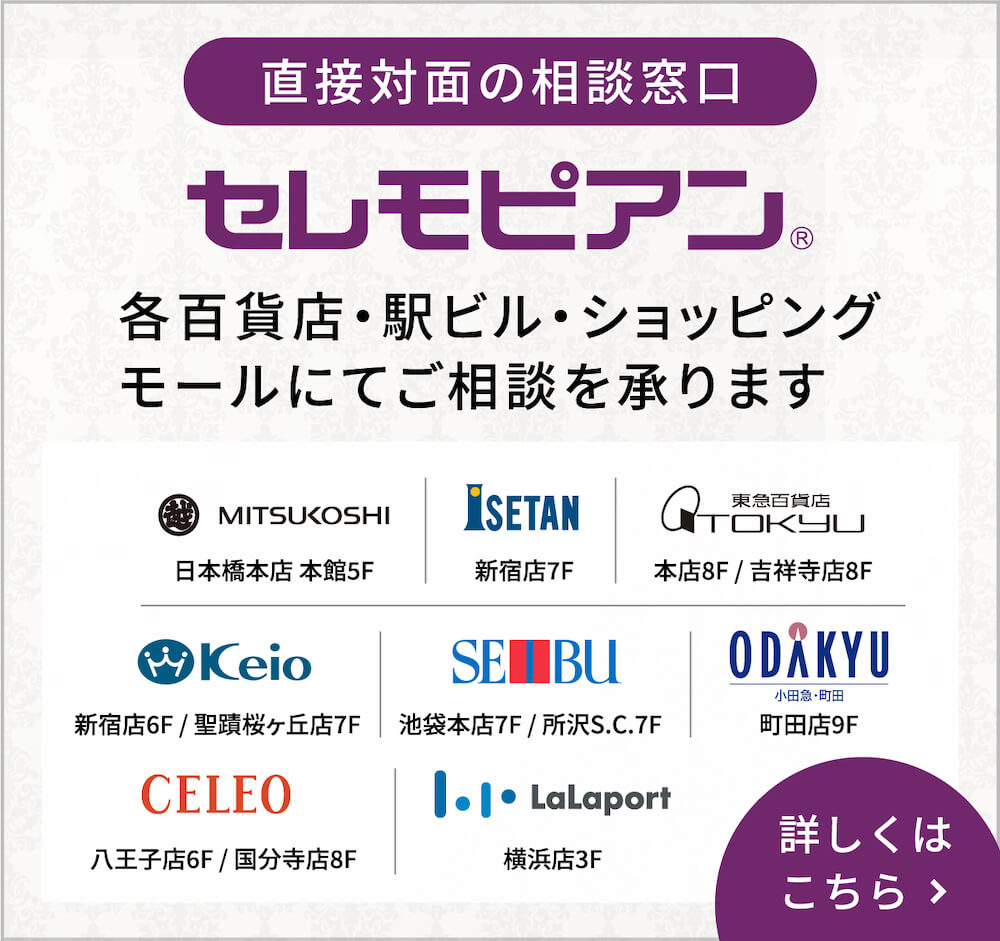 直接対面の相談窓口
セレモピアン®
各百貨店・駅ビル・ショッピング
モールにてご相談を承ります
越 MITSUKOSHI
日本橋本店 本館5F
ISETAN
新宿店7F
東急百貨店
TOKYU
本店8F / 吉祥寺店8F
Keio
新宿店6F / 聖蹟桜ヶ丘店7F
SEIBU
池袋本店7F / 所沢S.C.7F
ODAKYU
小田急・町田
町田店9F
CELEO
八王子店6F / 国分寺店8F
LaLaport
横浜店3F
詳しくは
こちら >